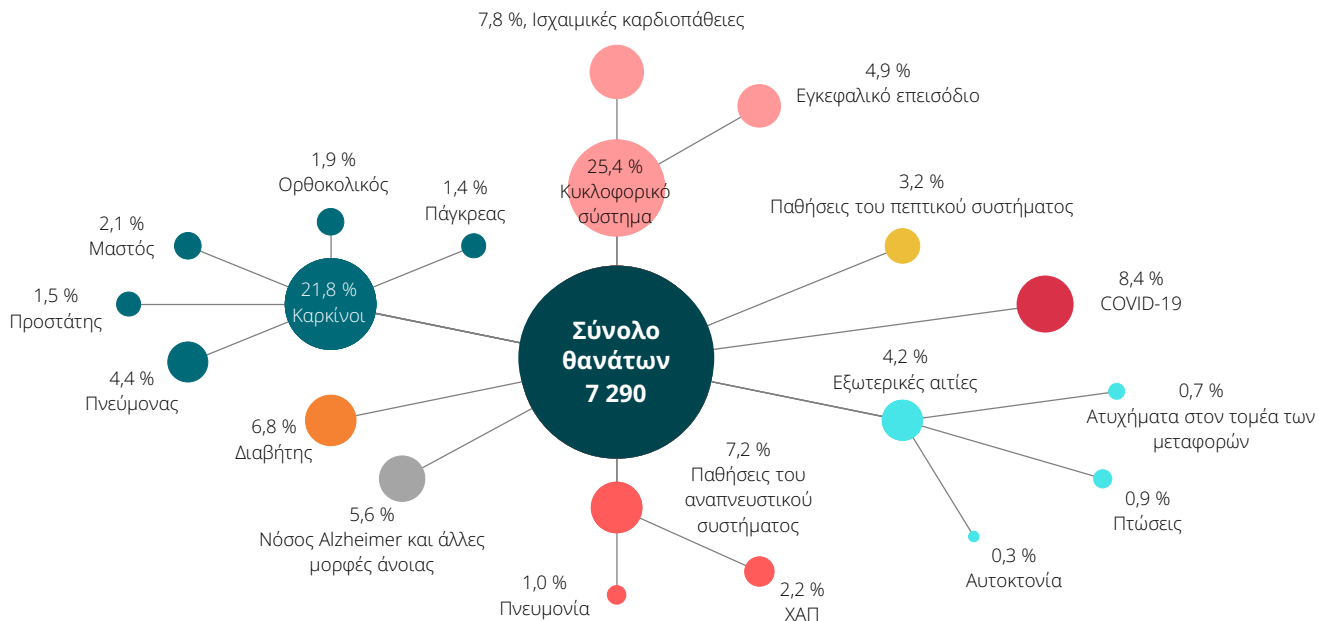 7,8 %, Ισχαιμικές καρδιοπάθειες
4,9 %
Εγκεφαλικό επεισόδιο
25,4 %
Κυκλοφορικό
σύστημα
1,9 %
Ορθοκολικός
1,4 %
Πάγκρεας
2,1 %
Μαστός
1,5 %
Προστάτης
4,4 %
Πνεύμονας
21,8 %
Καρκίνοι
3,2 %
Παθήσεις του πεπτικού συστήματος
8,4 %
COVID-19
Σύνολο
θανάτων
7 290
4,2 %
Εξωτερικές αιτίες
0,7 %
Ατυχήματα στον τομέα των
μεταφορών
0,9 %
Πτώσεις
0,3 %
Αυτοκτονία
6,8 %
Διαβήτης
5,6 %
Νόσος Alzheimer και άλλες
μορφές άνοιας
7,2 %
Παθήσεις του
αναπνευστικού
συστήματος
1,0 %
Πνευμονία
2,2 %
ΧΑΠ